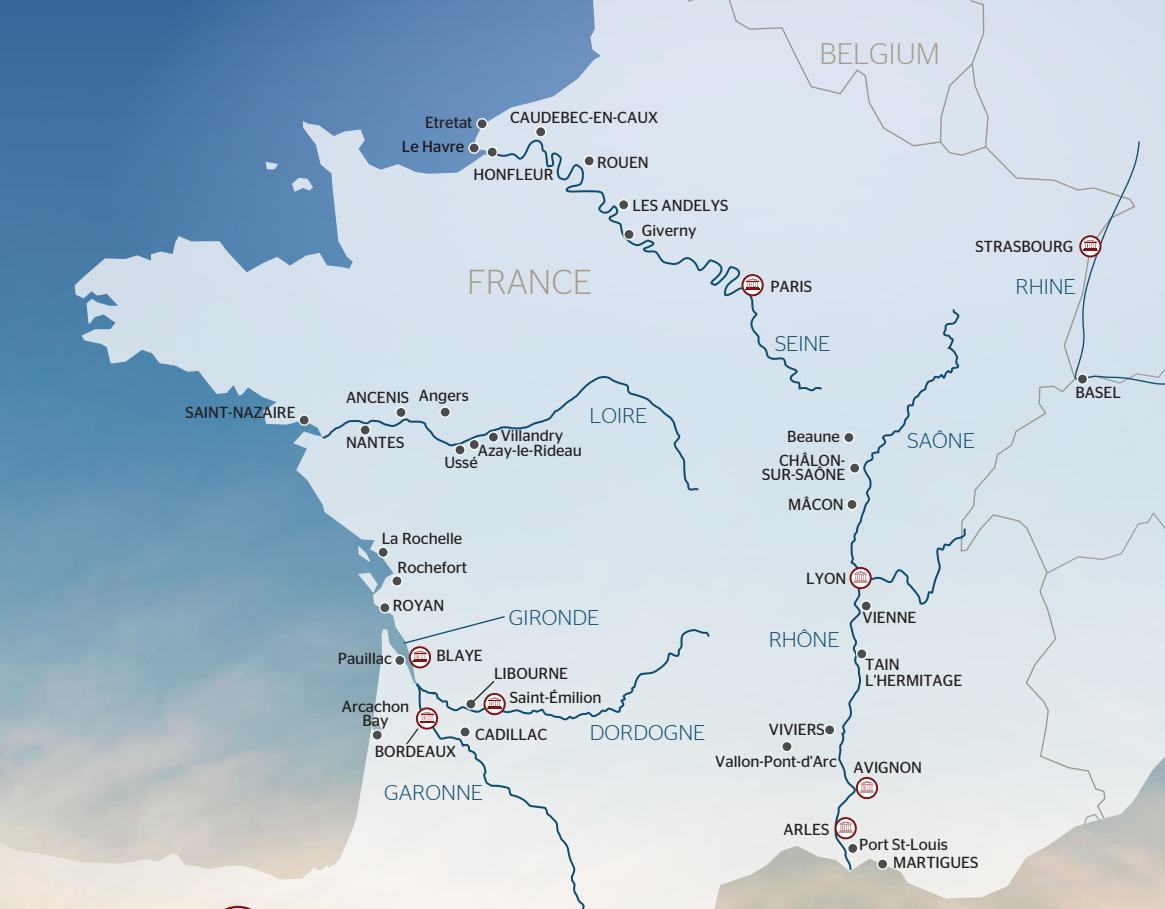 BELGIUM
Etretat
CAUDEBEC-EN-CAUX
Le Havre
HONFLEUR
ROUEN
LES ANDELYS
Giverny
STRASBOURG
FRANCE
PARIS
RHINE
SEINE
BASEL
ANCENIS
Angers
SAINT-NAZAIRE
LOIRE
NANTES
Villandry
Azay-le-Rideau
Ussé
Beaune
SAÔNE
CHÂLON-
SUR-SAÔNE
MÂCON
La Rochelle
Rochefort
LYON
ROYAN
GIRONDE
VIENNE
RHÔNE
Pauillac
BLAYE
LIBOURNE
TAIN
L'HERMITAGE
Saint-Émilion
Arcachon
Bay
BORDEAUX
CADILLAC
DORDOGNE
VIVIERS
Vallon-Pont-d'Arc
AVIGNON
GARONNE
ARLES
Port St-Louis
MARTIGUES